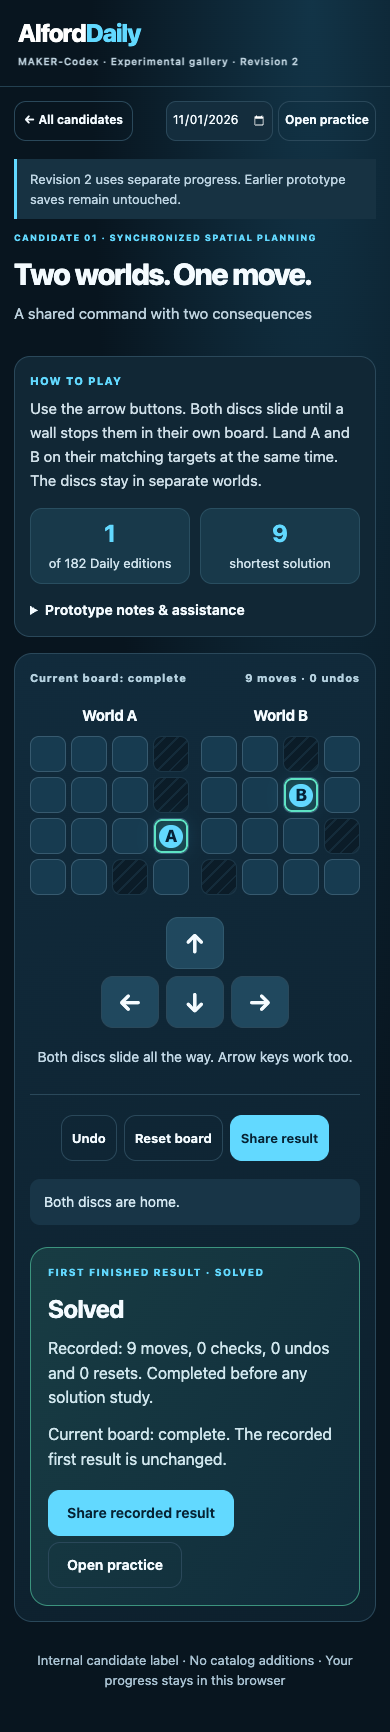 AlfordDaily
MAKER-Codex · Experimental gallery · Revision 2
← All candidates
11/01/2026
Open practice
Revision 2 uses separate progress. Earlier prototype
saves remain untouched.
CANDIDATE 01 · SYNCHRONIZED SPATIAL PLANNING
Two worlds. One move.
A shared command with two consequences
HOW TO PLAY
Use the arrow buttons. Both discs slide until a
wall stops them in their own board. Land A and
B on their matching targets at the same time.
The discs stay in separate worlds.
1
of 182 Daily editions
9
shortest solution
▶ Prototype notes & assistance
Current board: complete
9 moves · 0 undos
World A
World B
B
A
↑
← ↓ →
Both discs slide all the way. Arrow keys work too.
Undo
Reset board
Share result
Both discs are home.
FIRST FINISHED RESULT · SOLVED
Solved
Recorded: 9 moves, 0 checks, 0 undos
and 0 resets. Completed before any
solution study.
Current board: complete. The recorded
first result is unchanged.
Share recorded result
Open practice
Internal candidate label · No catalog additions · Your
progress stays in this browser